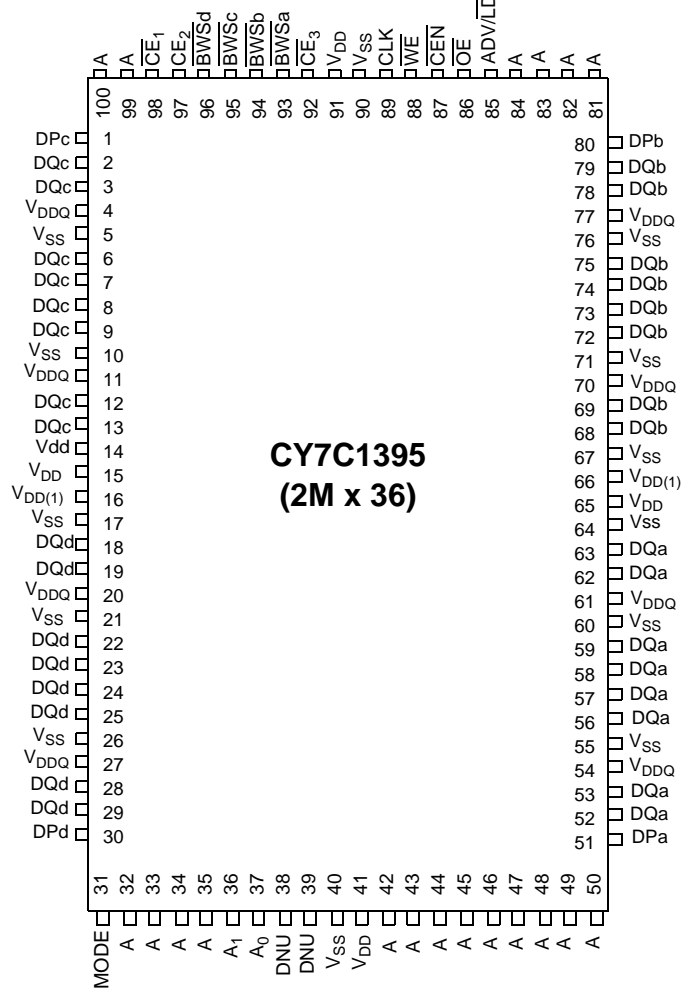 A
A
CE1
CE2
BWSd
BWSc
BWSb
BWSa
CE3
VDD
VSS
CLK
WE
CEN
OE
ADV/LD
A
A
A
A
100
99
98
97
96
95
94
93
92
91
90
89
88
87
86
85
84
83
82
81
DPc 1
DQc 2
DQc 3
VDDQ 4
VSS 5
DQc 6
DQc 7
DQc 8
DQc 9
VSS 10
VDDQ 11
DQc 12
DQc 13
Vdd 14
VDD 15
VDD(1) 16
VSS 17
DQd 18
DQd 19
VDDQ 20
VSS 21
DQd 22
DQd 23
DQd 24
DQd 25
VSS 26
VDDQ 27
DQd 28
DQd 29
DPd 30
CY7C1395
(2M x 36)
80 DPb
79 DQb
78 DQb
77 VDDQ
76 VSS
75 DQb
74 DQb
73 DQb
72 DQb
71 VSS
70 VDDQ
69 DQb
68 DQb
67 VSS
66 VDD(1)
65 VDD
64 Vss
63 DQa
62 DQa
61 VDDQ
60 VSS
59 DQa
58 DQa
57 DQa
56 DQa
55 VSS
54 VDDQ
53 DQa
52 DQa
51 DPa
31
32
33
34
35
36
37
38
39
40
41
42
43
44
45
46
47
48
49
50
MODE
A
A
A
A
A1
A0
DNU
DNU
VSS
VDD
A
A
A
A
A
A
A
A
A